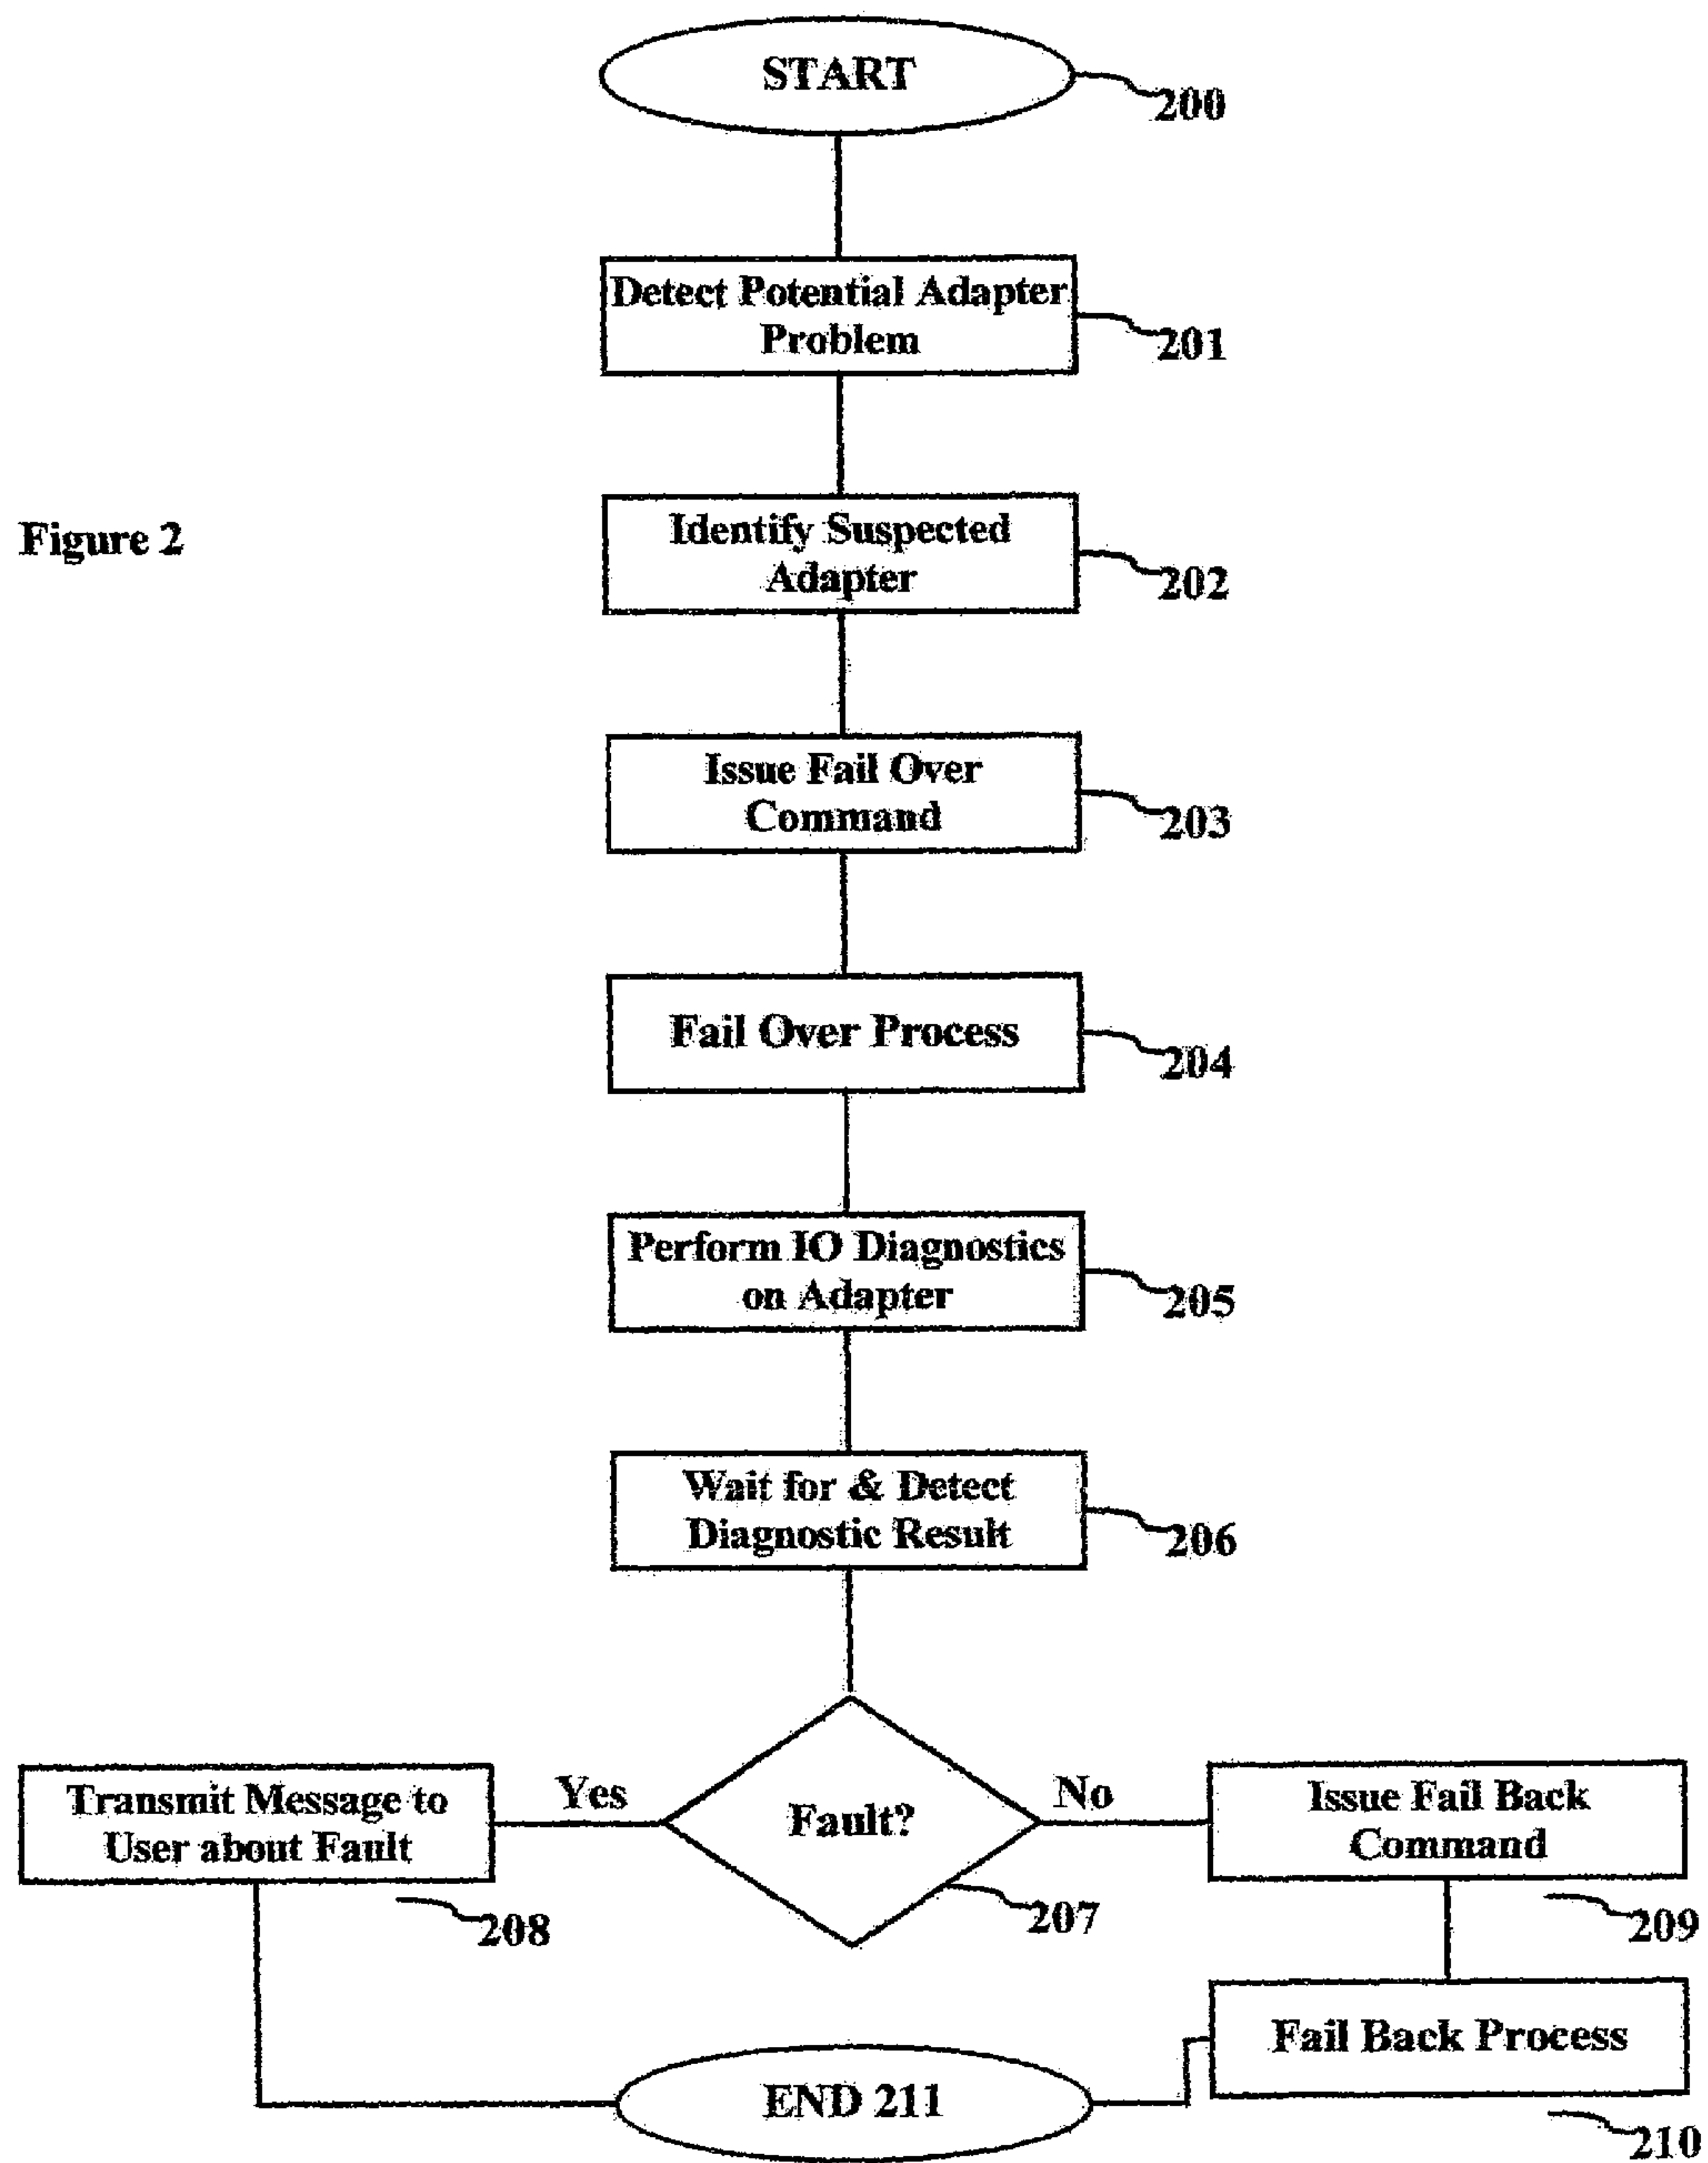 START
200
Detect Potential Adapter
Problem
201
Figure 2
Identify Suspected
Adapter
202
Issue Fail Over
Command
203
Fail Over Process
204
Perform IO Diagnostics
on Adapter
205
Wait for & Detect
Diagnostic Result
206
Transmit Message to
User about Fault
208
Yes
Fault?
207
No
Issue Fail Back
Command
209
Fail Back Process
210
END 211